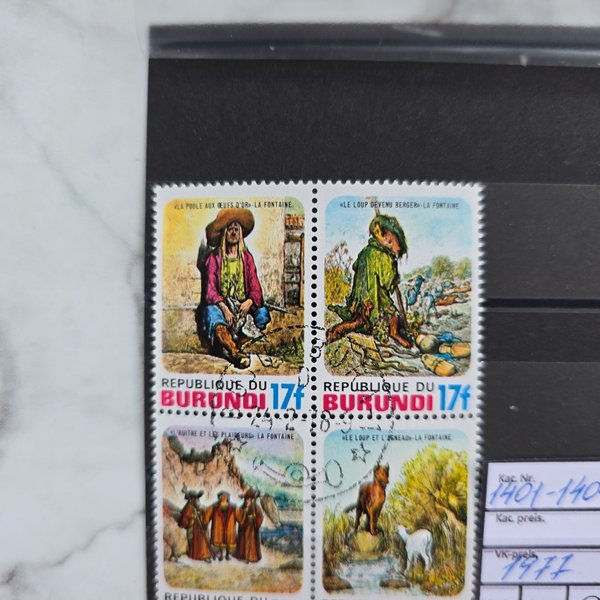 «LA POULE AUX ŒUFS D'OR»-LA FONTAINE
«LE LOUP DEVENU BERGER»-LA FONTAINE
REPUBLIQUE DU
BURUNDI 17f
REPUBLIQUE DU
BURUNDI 17f
«L'HUITRE ET LES PLAIDEURS»-LA FONTAINE
«LE LOUP ET L'AGNEAU»-LA FONTAINE
Kac. Nr.
1401-140
Kac. preis.
VK-preis.
1977